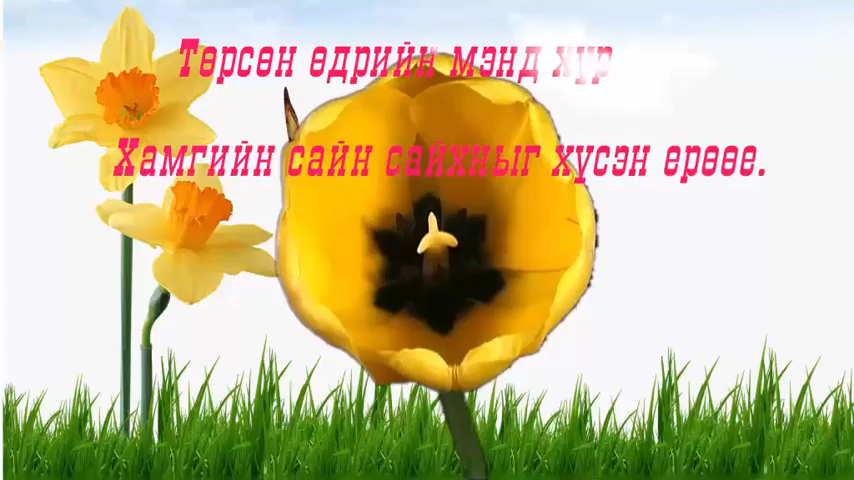 Төрсөн өдрийн мэнд хүр
Хамгийн сайн сайхныг хүсэн ерөөе.